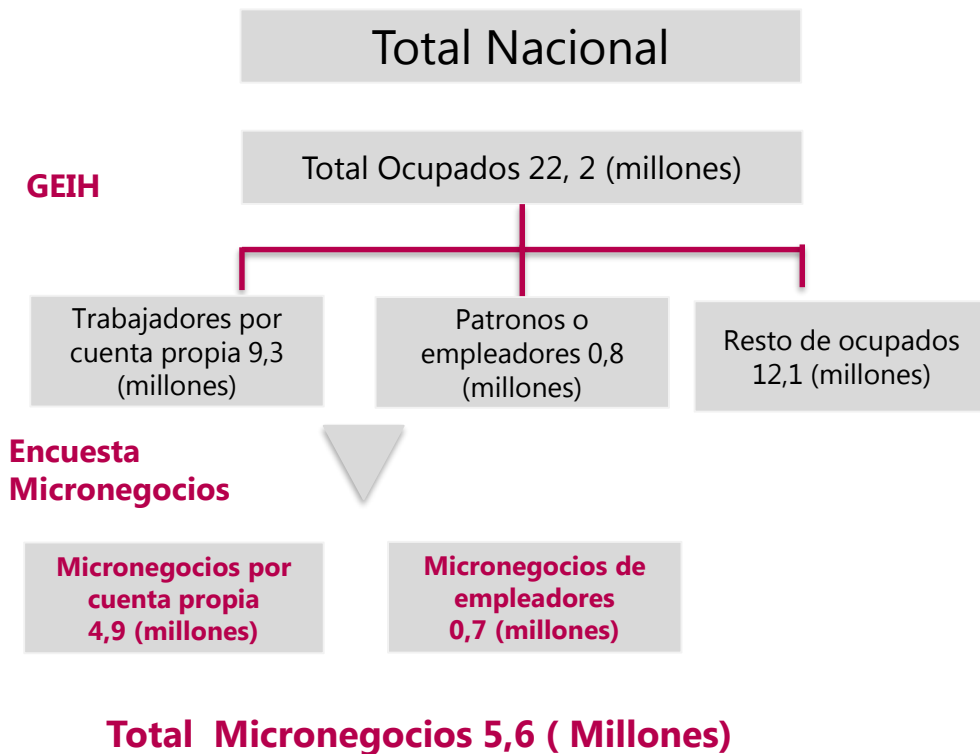 Total Nacional
Total Ocupados 22, 2 (millones)
GEIH
Trabajadores por
cuenta propia 9,3
(millones)
Patronos o
empleadores 0,8
(millones)
Resto de ocupados
12,1 (millones)
Encuesta
Micronegocios
Micronegocios por
cuenta propia
4,9 (millones)
Micronegocios de
empleadores
0,7 (millones)
Total  Micronegocios 5,6 ( Millones)